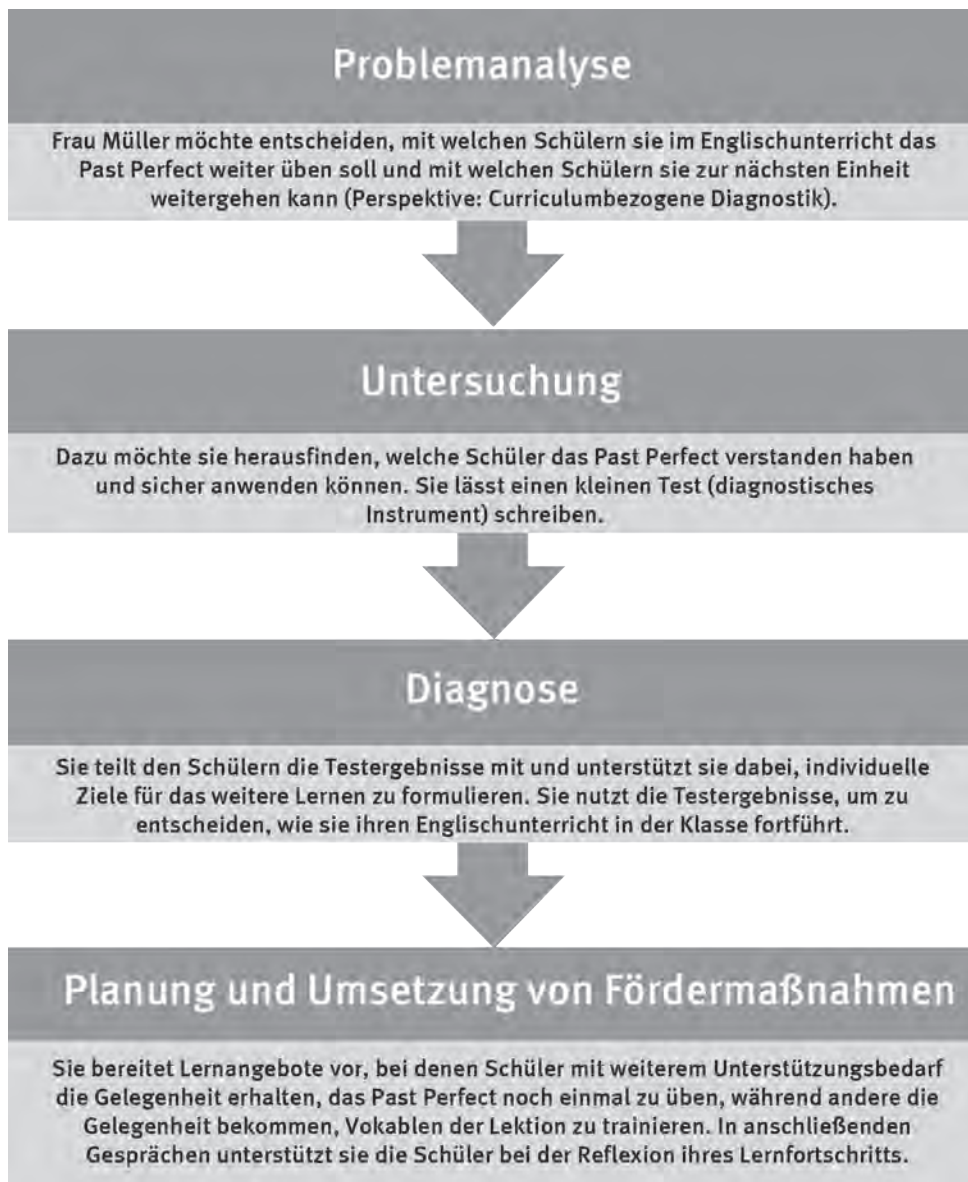 Problemanalyse
Frau Müller möchte entscheiden, mit welchen Schülern sie im Englischunterricht das
Past Perfect weiter üben soll und mit welchen Schülern sie zur nächsten Einheit
weitergehen kann (Perspektive: Curriculumbezogene Diagnostik).
Untersuchung
Dazu möchte sie herausfinden, welche Schüler das Past Perfect verstanden haben
und sicher anwenden können. Sie lässt einen kleinen Test (diagnostisches
Instrument) schreiben.
Diagnose
Sie teilt den Schülern die Testergebnisse mit und unterstützt sie dabei, individuelle
Ziele für das weitere Lernen zu formulieren. Sie nutzt die Testergebnisse, um zu
entscheiden, wie sie ihren Englischunterricht in der Klasse fortführt.
Planung und Umsetzung von Fördermaßnahmen
Sie bereitet Lernangebote vor, bei denen Schüler mit weiterem Unterstützungsbedarf
die Gelegenheit erhalten, das Past Perfect noch einmal zu üben, während andere die
Gelegenheit bekommen, Vokablen der Lektion zu trainieren. In anschließenden
Gesprächen unterstützt sie die Schüler bei der Reflexion ihres Lernfortschritts.